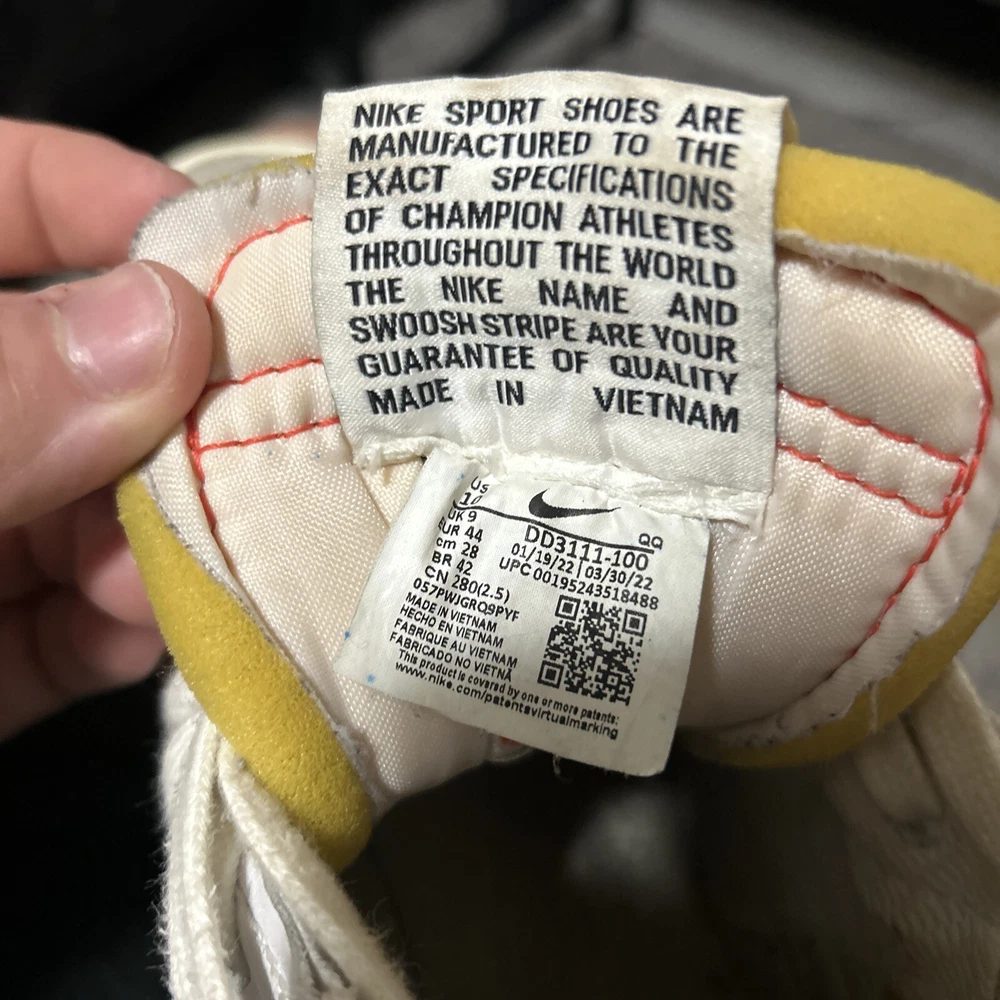 NIKE SPORT SHOES ARE
MANUFACTURED TO THE
EXACT SPECIFICATIONS
OF CHAMPION ATHLETES
THROUGHOUT THE WORLD
THE NIKE NAME AND
SWOOSH STRIPE ARE YOUR
GUARANTEE OF QUALITY
MADE IN VIETNAM
US
10
UK 9
EUR 44
cm 28
BR 42
CN 280(2.5)
QQ
DD3111-100
01/19/22 | 03/30/22
UPC 00195243518488
057PWJGRQ9PYF
MADE IN VIETNAM
HECHO EN VIETNAM
FABRIQUE AU VIETNAM
FABRICADO NO VIETNÃ
This product is covered by one or more patents:
www.nike.com/patentsvirtualmarking